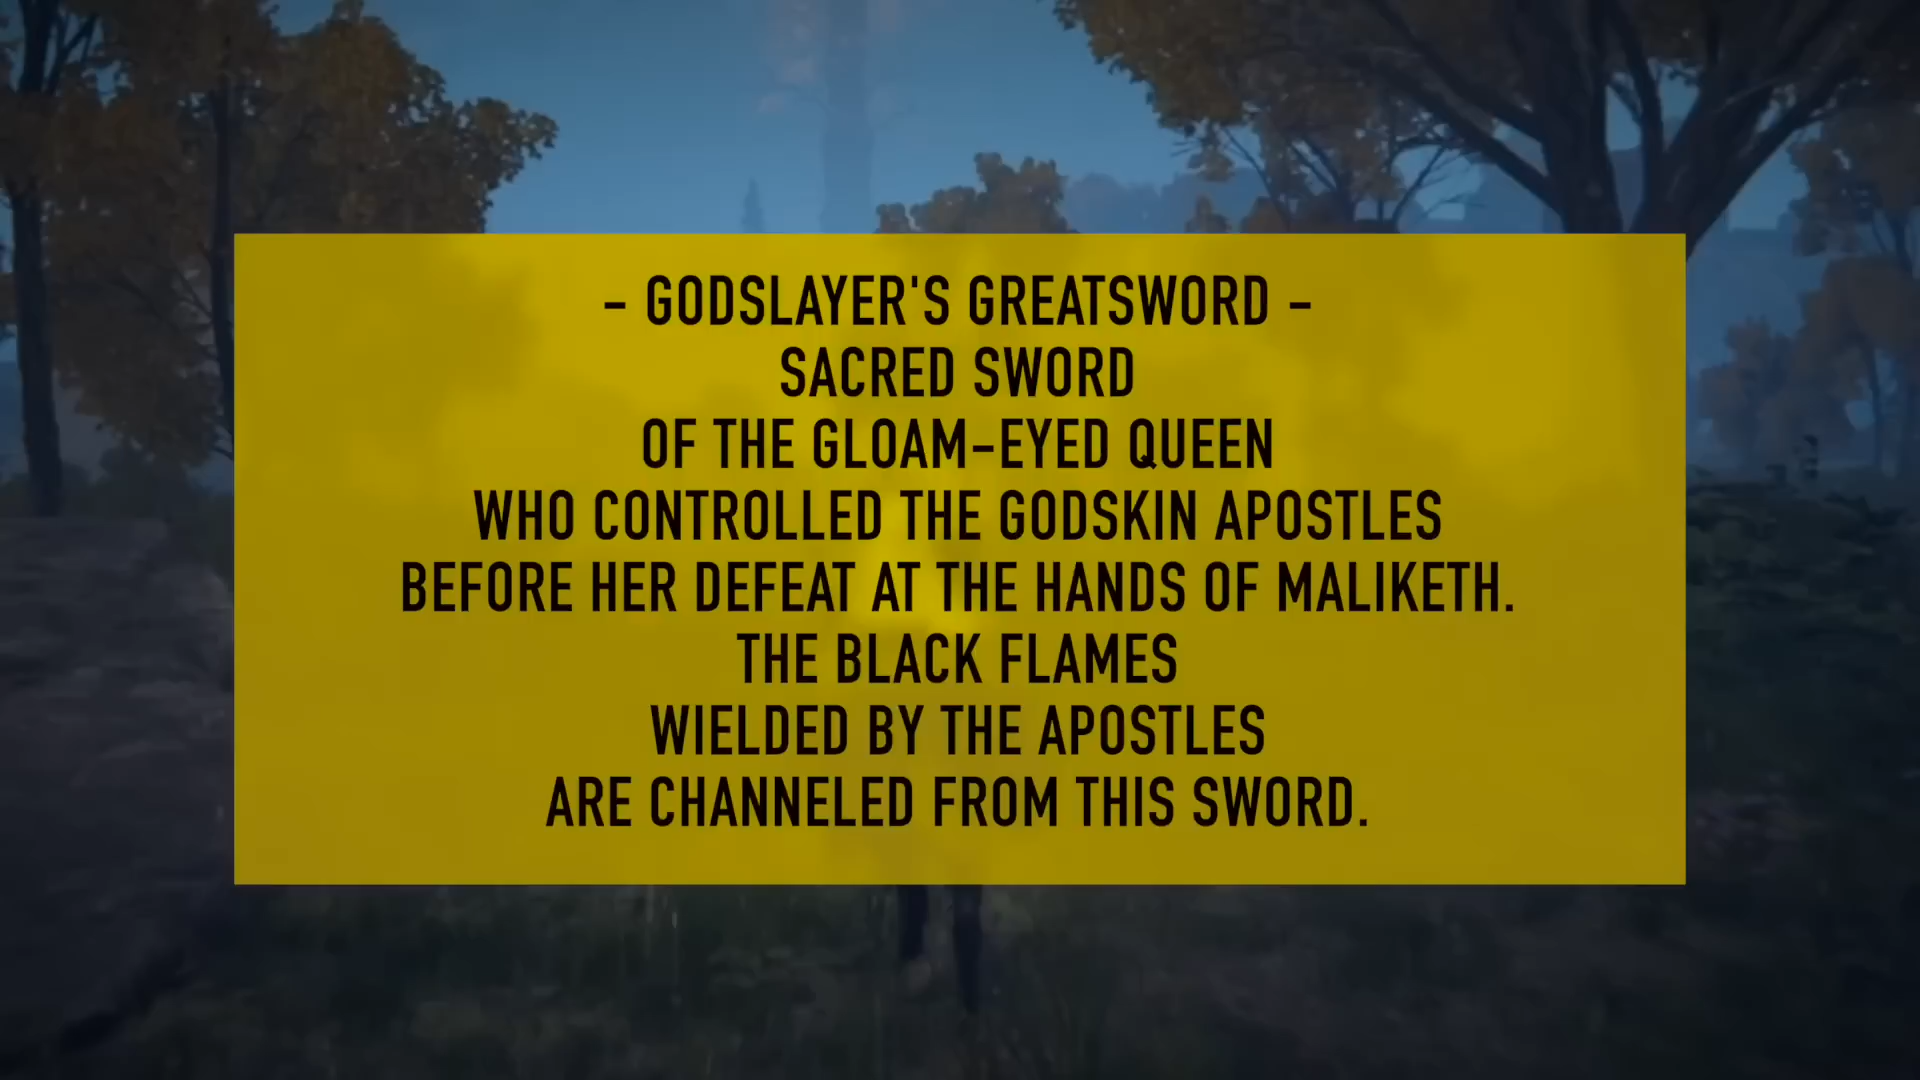 - GODSLAYER'S GREATSWORD -
SACRED SWORD
OF THE GLOAM-EYED QUEEN
WHO CONTROLLED THE GODSKIN APOSTLES
BEFORE HER DEFEAT AT THE HANDS OF MALIKETH.
THE BLACK FLAMES
WIELDED BY THE APOSTLES
ARE CHANNELED FROM THIS SWORD.